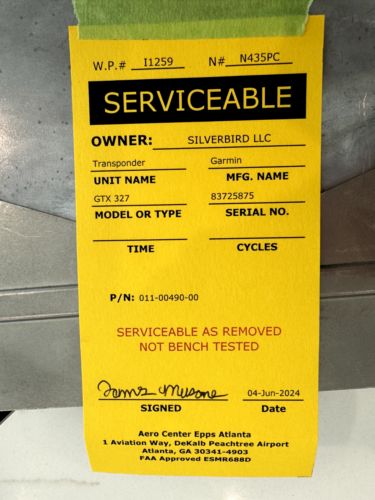 W.P.# I1259 N# N435PC
SERVICEABLE
OWNER: SILVERBIRD LLC
Transponder Garmin
UNIT NAME MFG. NAME
GTX 327 83725875
MODEL OR TYPE SERIAL NO.
TIME CYCLES
P/N: 011-00490-00
SERVICEABLE AS REMOVED
NOT BENCH TESTED
04-Jun-2024
SIGNED Date
Aero Center Epps Atlanta
1 Aviation Way, DeKalb Peachtree Airport
Atlanta, GA 30341-4903
FAA Approved ESMR688D